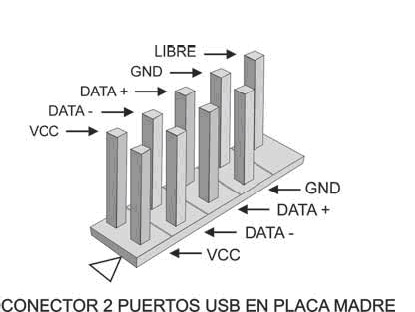 LIBRE
GND
DATA +
DATA -
VCC
GND
DATA +
DATA -
VCC
CONECTOR 2 PUERTOS USB EN PLACA MADRE